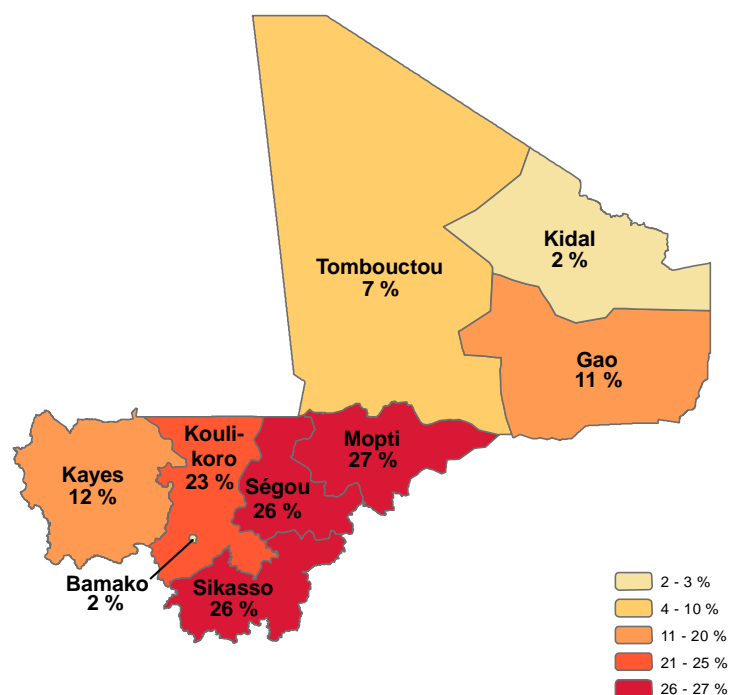 Kidal
2 %
Tombouctou
7 %
Gao
11 %
Kouli-
koro
23 %
Mopti
27 %
Kayes
12 %
Ségou
26 %
Bamako
2 %
Sikasso
26 %
2 - 3 %
4 - 10 %
11 - 20 %
21 - 25 %
26 - 27 %